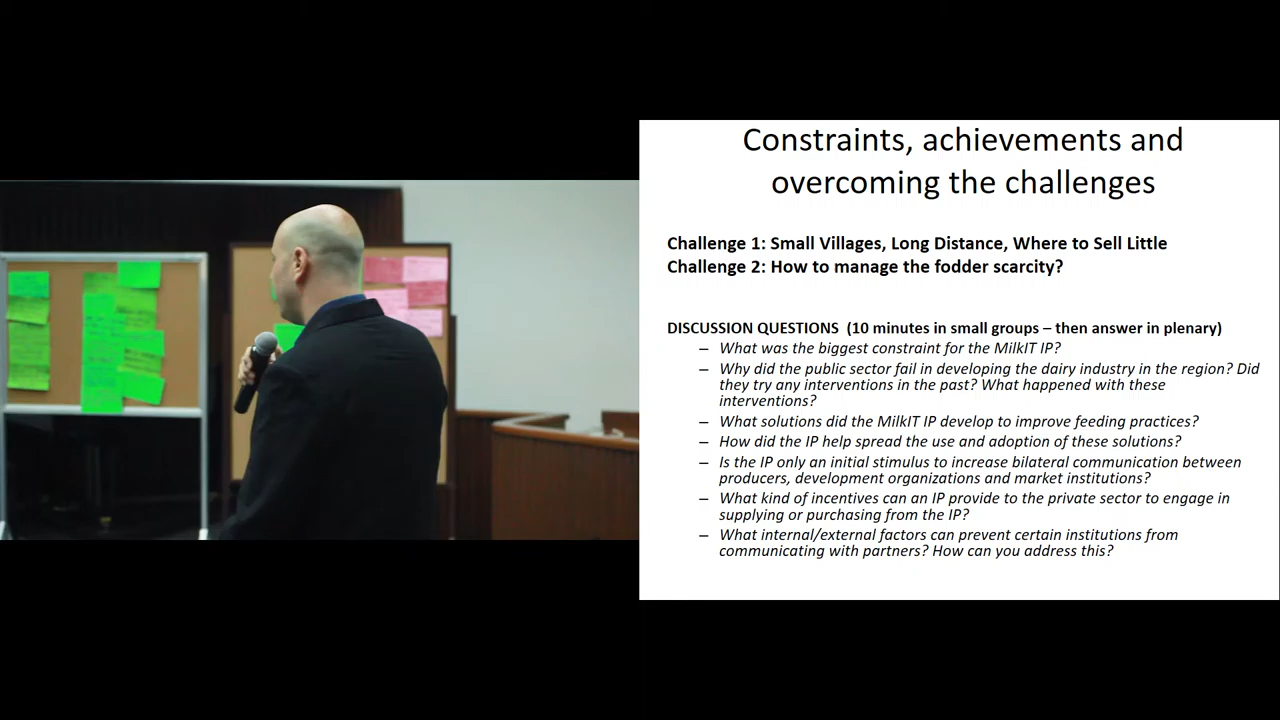 Constraints, achievements and
overcoming the challenges
Challenge 1: Small Villages, Long Distance, Where to Sell Little
Challenge 2: How to manage the fodder scarcity?
DISCUSSION QUESTIONS (10 minutes in small groups – then answer in plenary)
– What was the biggest constraint for the MilkIT IP?
– Why did the public sector fail in developing the dairy industry in the region? Did
they try any interventions in the past? What happened with these
interventions?
– What solutions did the MilkIT IP develop to improve feeding practices?
– How did the IP help spread the use and adoption of these solutions?
– Is the IP only an initial stimulus to increase bilateral communication between
producers, development organizations and market institutions?
– What kind of incentives can an IP provide to the private sector to engage in
supplying or purchasing from the IP?
– What internal/external factors can prevent certain institutions from
communicating with partners? How can you address this?